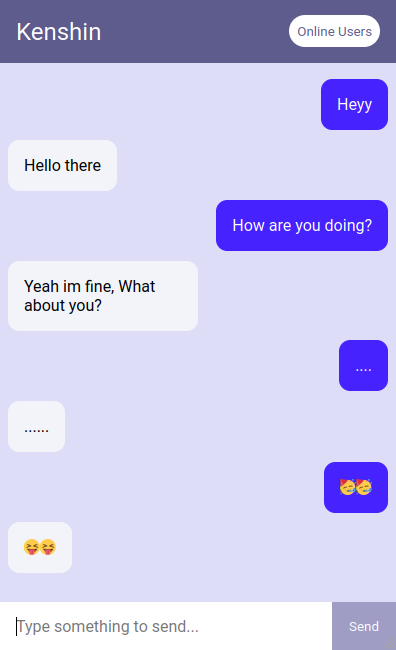 Kenshin
Online Users
Heyy
Hello there
How are you doing?
Yeah im fine, What
about you?
....
......
🥳🥳
😝😝
Type something to send...
Send